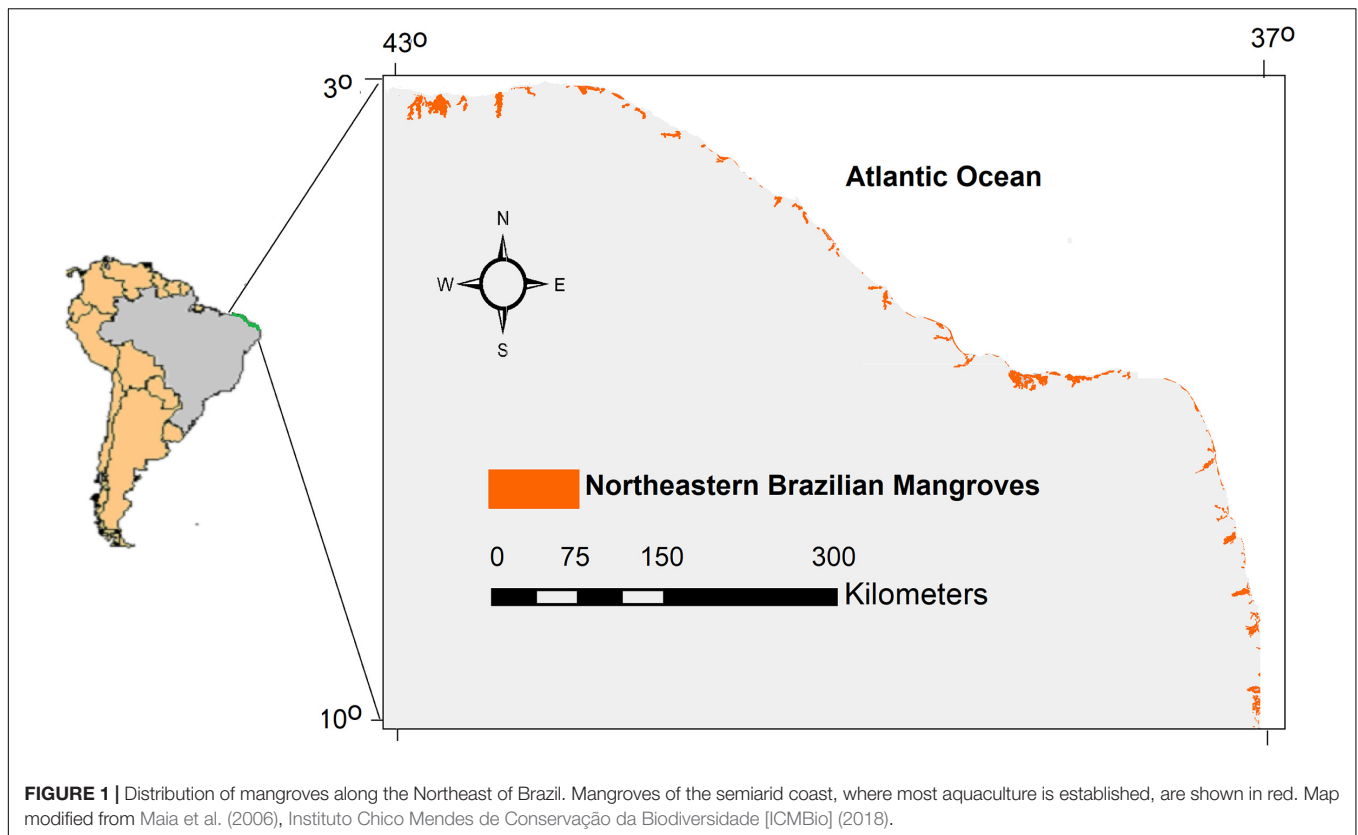 43º 37º
3º
Atlantic Ocean
N
W E
S
Northeastern Brazilian Mangroves
0 75 150 300
Kilometers
10º
FIGURE 1 | Distribution of mangroves along the Northeast of Brazil. Mangroves of the semiarid coast, where most aquaculture is established, are shown in red. Map
modified from Maia et al. (2006), Instituto Chico Mendes de Conservação da Biodiversidade [ICMBio] (2018).